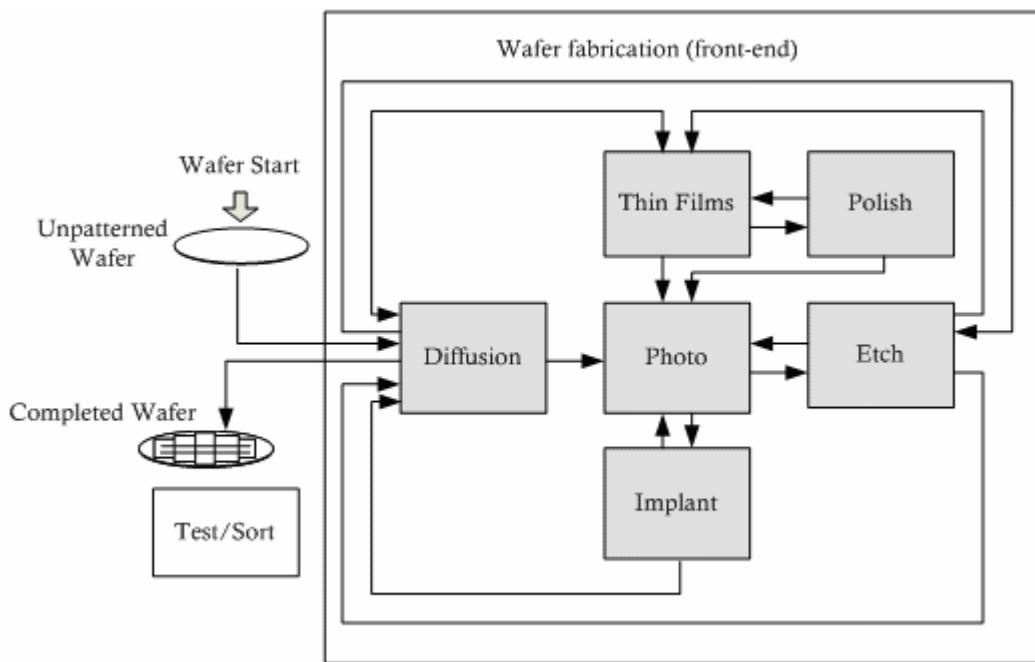 Wafer fabrication (front-end)
Wafer Start
Unpatterned
Wafer
Thin Films
Polish
Diffusion
Photo
Etch
Completed Wafer
Implant
Test/Sort